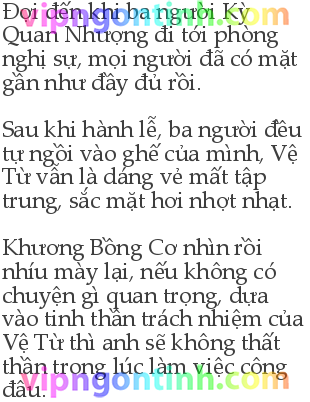 Đợi đến khi ba người Kỳ
Quan Nhượng đi tới phòng
nghị sự, mọi người đã có mặt
gần như đầy đủ rồi.
Sau khi hành lễ, ba người đều
tự ngồi vào ghế của mình, Vệ
Từ vẫn là dáng vẻ mất tập
trung, sắc mặt hơi nhợt nhạt.
Khương Bồng Cơ nhìn rồi
nhíu mày lại, nếu không có
chuyện gì quan trọng, dựa
vào tinh thần trách nhiệm của
Vệ Từ thì anh sẽ không thất
thần trong lúc làm việc công
đâu.
vipngontinh.com
vipngontinh.com